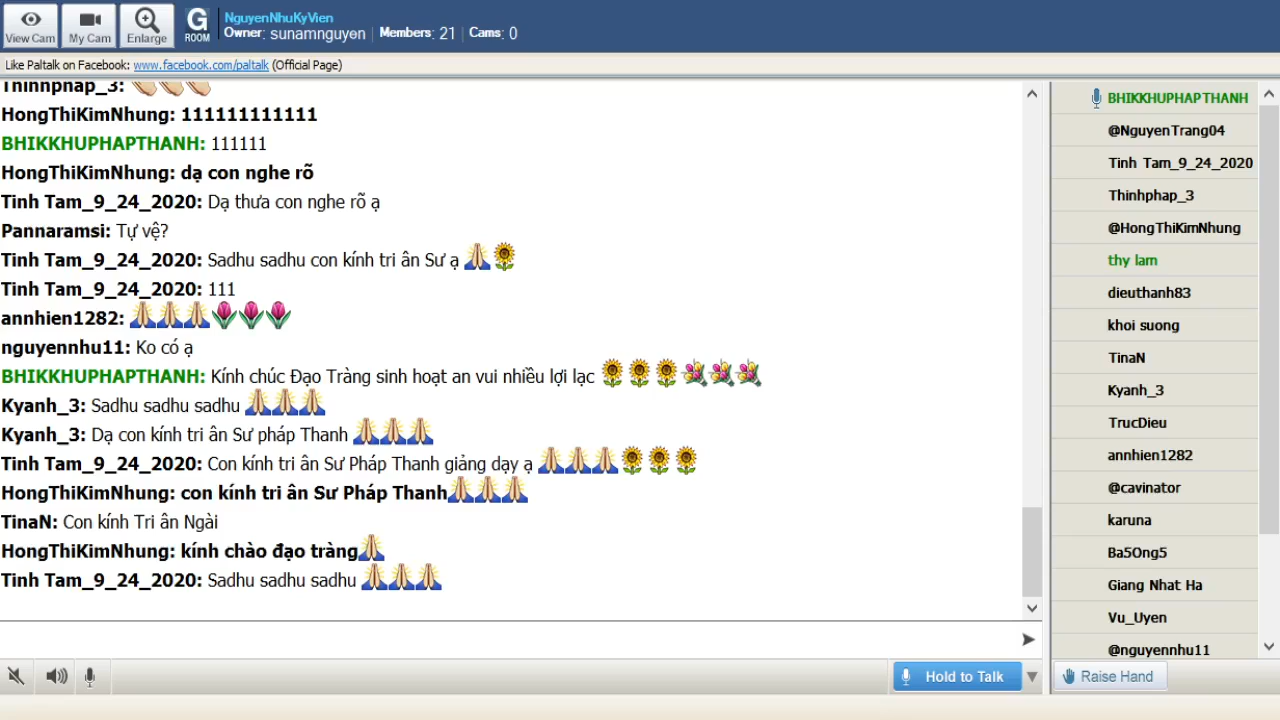 View Cam
My Cam
Enlarge
G
ROOM
NguyenNhuKyVien
Owner: sunamnguyen | Members: 21 | Cams: 0
Like Paltalk on Facebook: www.facebook.com/paltalk (Official Page)
Thinhphap_3: 👏👏👏
HongThiKimNhung: 111111111111
BHIKKHUPHAPTHANH: 111111
HongThiKimNhung: dạ con nghe rõ
Tinh Tam_9_24_2020: Dạ thưa con nghe rõ ạ
Pannaramsi: Tự vệ?
Tinh Tam_9_24_2020: Sadhu sadhu con kính tri ân Sư ạ 🙏🌻
Tinh Tam_9_24_2020: 111
annhien1282: 🙏🙏🙏🌷🌷🌷
nguyennhu11: Ko có ạ
BHIKKHUPHAPTHANH: Kính chúc Đạo Tràng sinh hoạt an vui nhiều lợi lạc 🌻🌻🌻💐💐💐
Kyanh_3: Sadhu sadhu sadhu 🙏🙏🙏
Kyanh_3: Dạ con kính tri ân Sư pháp Thanh 🙏🙏🙏
Tinh Tam_9_24_2020: Con kính tri ân Sư Pháp Thanh giảng dạy ạ 🙏🙏🙏🌻🌻🌻
HongThiKimNhung: con kính tri ân Sư Pháp Thanh🙏🙏🙏
TinaN: Con kính Tri ân Ngài
HongThiKimNhung: kính chào đạo tràng🙏
Tinh Tam_9_24_2020: Sadhu sadhu sadhu 🙏🙏🙏
Hold to Talk
BHIKKHUPHAPTHANH
@NguyenTrang04
Tinh Tam_9_24_2020
Thinhphap_3
@HongThiKimNhung
thy lam
dieuthanh83
khoi suong
TinaN
Kyanh_3
TrucDieu
annhien1282
@cavinator
karuna
Ba5Ong5
Giang Nhat Ha
Vu_Uyen
@nguyennhu11
Raise Hand